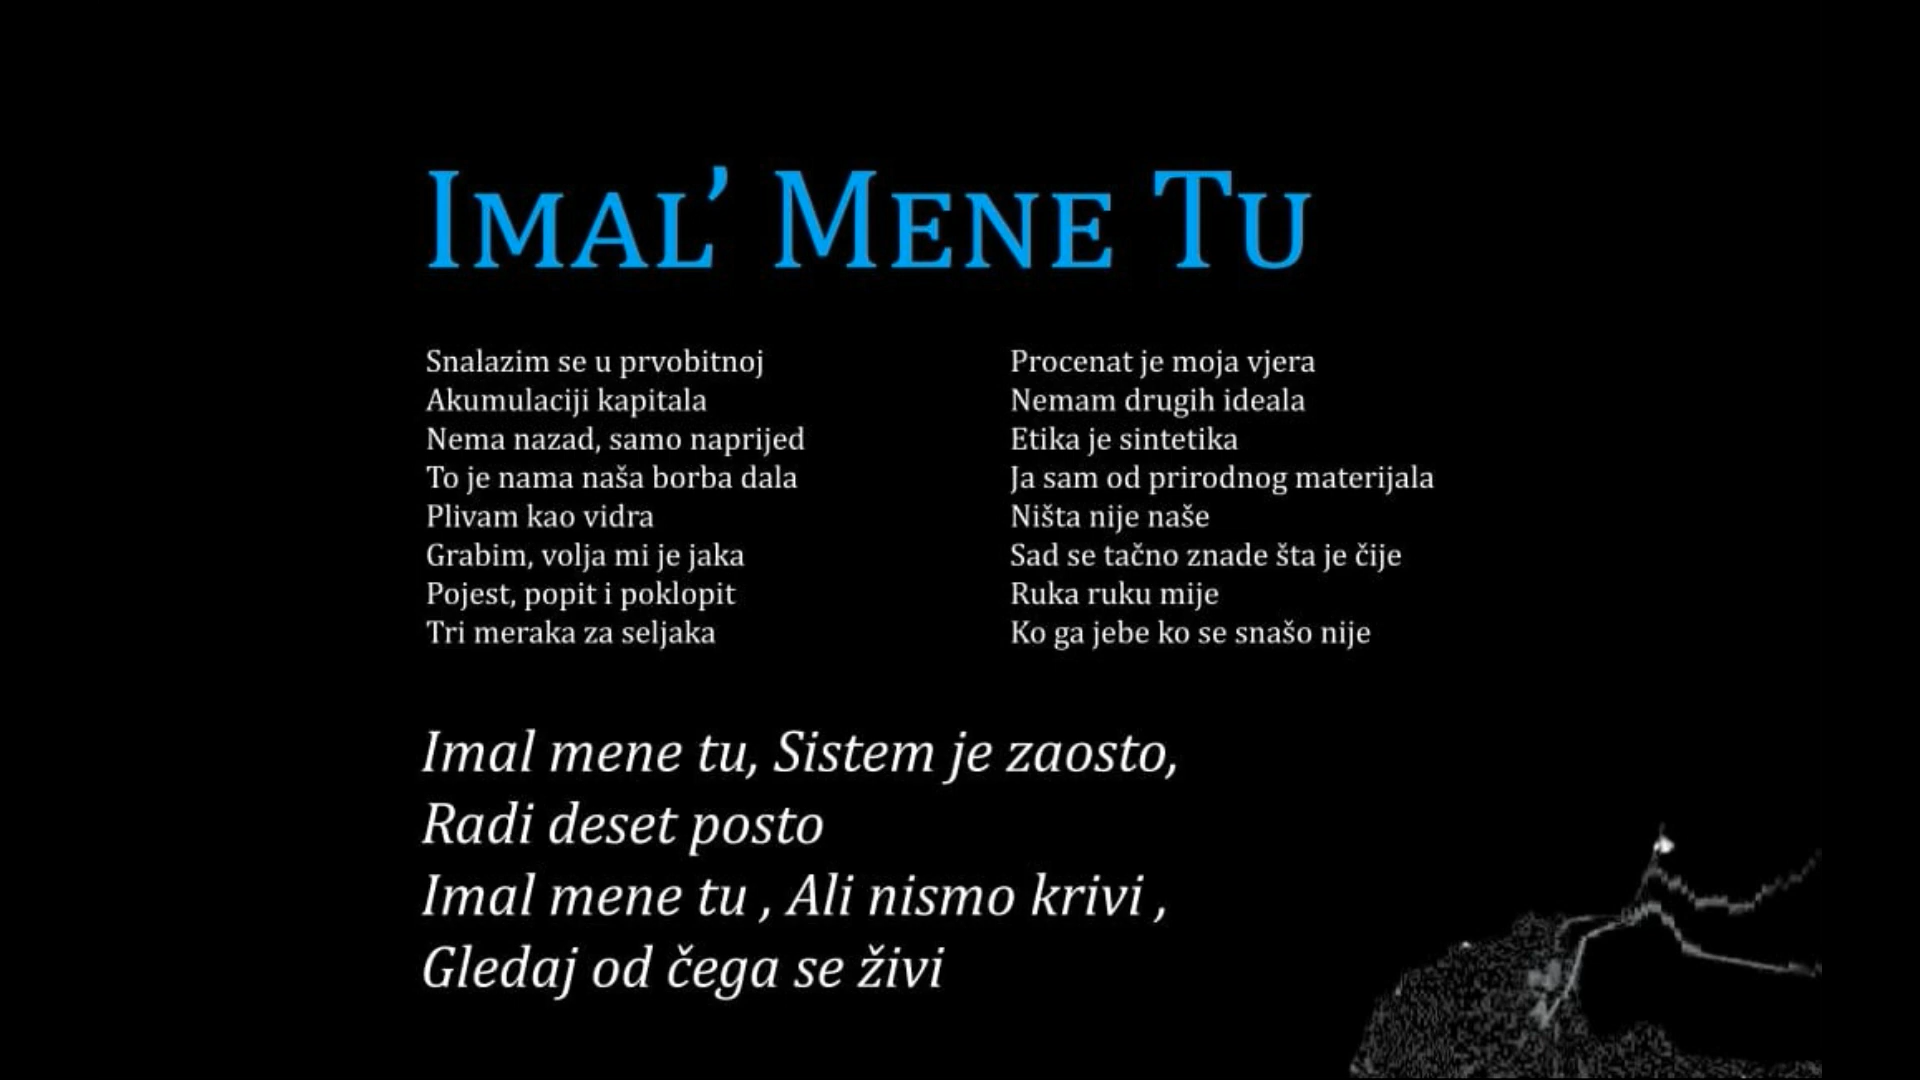 Imal’ Mene Tu
Snalazim se u prvobitnoj
Akumulaciji kapitala
Nema nazad, samo naprijed
To je nama naša borba dala
Plivam kao vidra
Grabim, volja mi je jaka
Pojest, popit i poklopit
Tri meraka za seljaka
Procenat je moja vjera
Nemam drugih ideala
Etika je sintetika
Ja sam od prirodnog materijala
Ništa nije naše
Sad se tačno znade šta je čije
Ruka ruku mije
Ko ga jebe ko se snašo nije
Imal mene tu, Sistem je zaosto,
Radi deset posto
Imal mene tu , Ali nismo krivi ,
Gledaj od čega se živi